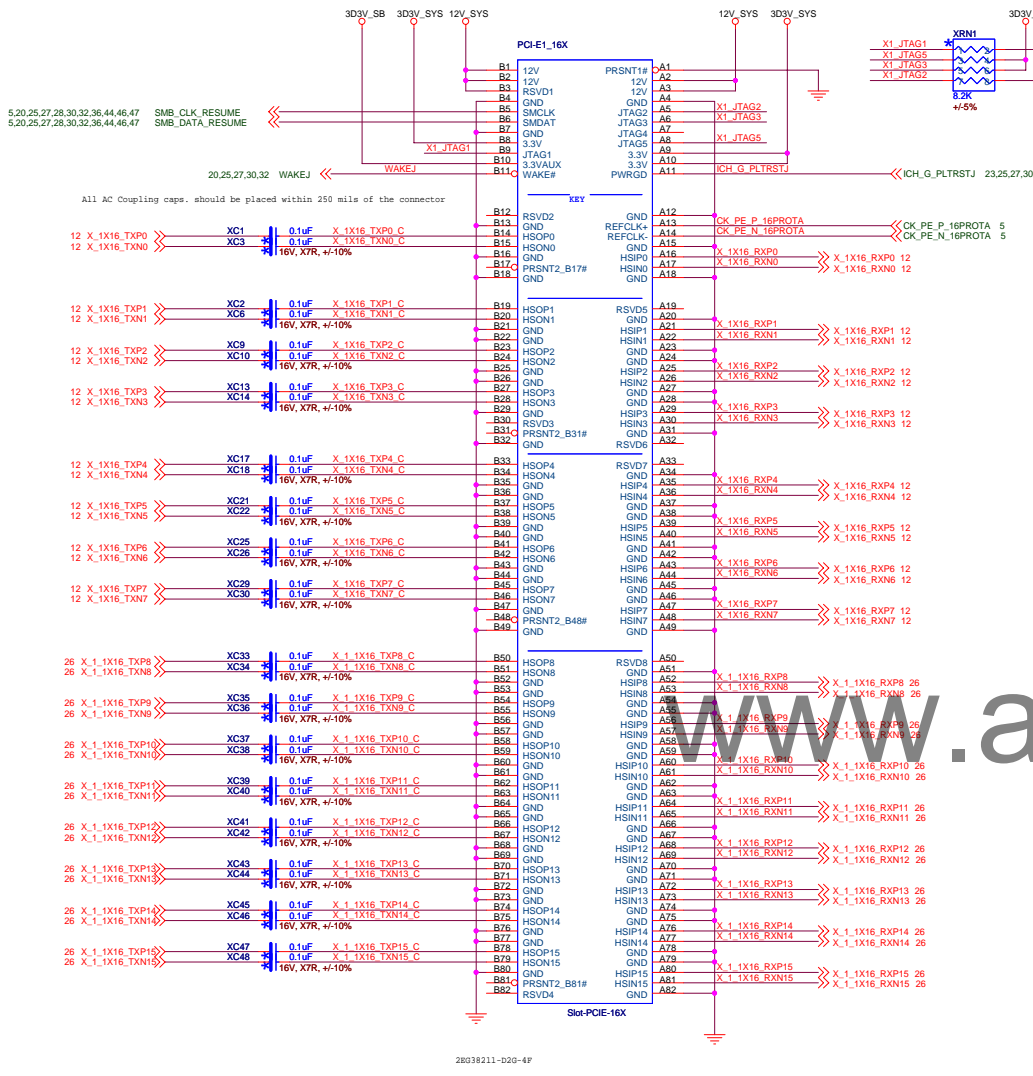 3D3V_SB 3D3V_SYS 12V_SYS 12V_SYS 3D3V_SYS 3D3V_
PCI-E1_16X
XRN1
X1_JTAG1 1 2
X1_JTAG5 3 4
X1_JTAG3 5 6
X1_JTAG2 7 8
8.2K
+/-5%
B1 12V PRSNT1# A1
B2 12V 12V A2
B3 RSVD1 12V A3
B4 GND GND A4
5,20,25,27,28,30,32,36,44,46,47 SMB_CLK_RESUME B5 SMCLK JTAG2 A5 X1_JTAG2
5,20,25,27,28,30,32,36,44,46,47 SMB_DATA_RESUME B6 SMDAT JTAG3 A6 X1_JTAG3
B7 GND JTAG4 A7
B8 3.3V JTAG5 A8 X1_JTAG5
X1_JTAG1 B9 JTAG1 3.3V A9
B10 3.3VAUX 3.3V A10
20,25,27,30,32 WAKEJ WAKEJ B11 WAKE# PWRGD A11 ICH_G_PLTRSTJ ICH_G_PLTRSTJ 23,25,27,30
All AC Coupling caps. should be placed within 250 mils of the connector
KEY
B12 RSVD2 GND A12
B13 GND REFCLK+ A13 CK_PE_P_16PROTA CK_PE_P_16PROTA 5
12 X_1X16_TXP0 XC1 0.1uF X_1X16_TXP0_C B14 HSOP0 REFCLK- A14 CK_PE_N_16PROTA CK_PE_N_16PROTA 5
12 X_1X16_TXN0 XC3 0.1uF X_1X16_TXN0_C B15 HSON0 GND A15
16V, X7R, +/-10% B16 GND HSIP0 A16 X_1X16_RXP0 X_1X16_RXP0 12
B17 PRSNT2_B17# HSIN0 A17 X_1X16_RXN0 X_1X16_RXN0 12
B18 GND GND A18
12 X_1X16_TXP1 XC2 0.1uF X_1X16_TXP1_C B19 HSOP1 RSVD5 A19
12 X_1X16_TXN1 XC6 0.1uF X_1X16_TXN1_C B20 HSON1 GND A20
16V, X7R, +/-10% B21 GND HSIP1 A21 X_1X16_RXP1 X_1X16_RXP1 12
B22 GND HSIN1 A22 X_1X16_RXN1 X_1X16_RXN1 12
12 X_1X16_TXP2 XC9 0.1uF X_1X16_TXP2_C B23 HSOP2 GND A23
12 X_1X16_TXN2 XC10 0.1uF X_1X16_TXN2_C B24 HSON2 GND A24
16V, X7R, +/-10% B25 GND HSIP2 A25 X_1X16_RXP2 X_1X16_RXP2 12
B26 GND HSIN2 A26 X_1X16_RXN2 X_1X16_RXN2 12
12 X_1X16_TXP3 XC13 0.1uF X_1X16_TXP3_C B27 HSOP3 GND A27
12 X_1X16_TXN3 XC14 0.1uF X_1X16_TXN3_C B28 HSON3 GND A28
16V, X7R, +/-10% B29 GND HSIP3 A29 X_1X16_RXP3 X_1X16_RXP3 12
B30 RSVD3 HSIN3 A30 X_1X16_RXN3 X_1X16_RXN3 12
B31 PRSNT2_B31# GND A31
B32 GND RSVD6 A32
12 X_1X16_TXP4 XC17 0.1uF X_1X16_TXP4_C B33 HSOP4 RSVD7 A33
12 X_1X16_TXN4 XC18 0.1uF X_1X16_TXN4_C B34 HSON4 GND A34
16V, X7R, +/-10% B35 GND HSIP4 A35 X_1X16_RXP4 X_1X16_RXP4 12
B36 GND HSIN4 A36 X_1X16_RXN4 X_1X16_RXN4 12
12 X_1X16_TXP5 XC21 0.1uF X_1X16_TXP5_C B37 HSOP5 GND A37
12 X_1X16_TXN5 XC22 0.1uF X_1X16_TXN5_C B38 HSON5 GND A38
16V, X7R, +/-10% B39 GND HSIP5 A39 X_1X16_RXP5 X_1X16_RXP5 12
B40 GND HSIN5 A40 X_1X16_RXN5 X_1X16_RXN5 12
12 X_1X16_TXP6 XC25 0.1uF X_1X16_TXP6_C B41 HSOP6 GND A41
12 X_1X16_TXN6 XC26 0.1uF X_1X16_TXN6_C B42 HSON6 GND A42
16V, X7R, +/-10% B43 GND HSIP6 A43 X_1X16_RXP6 X_1X16_RXP6 12
B44 GND HSIN6 A44 X_1X16_RXN6 X_1X16_RXN6 12
12 X_1X16_TXP7 XC29 0.1uF X_1X16_TXP7_C B45 HSOP7 GND A45
12 X_1X16_TXN7 XC30 0.1uF X_1X16_TXN7_C B46 HSON7 GND A46
16V, X7R, +/-10% B47 GND HSIP7 A47 X_1X16_RXP7 X_1X16_RXP7 12
B48 PRSNT2_B48# HSIN7 A48 X_1X16_RXN7 X_1X16_RXN7 12
B49 GND GND A49
26 X_1_1X16_TXP8 XC33 0.1uF X_1_1X16_TXP8_C B50 HSOP8 RSVD8 A50
26 X_1_1X16_TXN8 XC34 0.1uF X_1_1X16_TXN8_C B51 HSON8 GND A51
16V, X7R, +/-10% B52 GND HSIP8 A52 X_1_1X16_RXP8 X_1_1X16_RXP8 26
B53 GND HSIN8 A53 X_1_1X16_RXN8 X_1_1X16_RXN8 26
26 X_1_1X16_TXP9 XC35 0.1uF X_1_1X16_TXP9_C B54 HSOP9 GND A54
26 X_1_1X16_TXN9 XC36 0.1uF X_1_1X16_TXN9_C B55 HSON9 GND A55
16V, X7R, +/-10% B56 GND HSIP9 A56 X_1_1X16_RXP9 X_1_1X16_RXP9 26
B57 GND HSIN9 A57 X_1_1X16_RXN9 X_1_1X16_RXN9 26
www.a
26 X_1_1X16_TXP10 XC37 0.1uF X_1_1X16_TXP10_C B58 HSOP10 GND A58
26 X_1_1X16_TXN10 XC38 0.1uF X_1_1X16_TXN10_C B59 HSON10 GND A59
16V, X7R, +/-10% B60 GND HSIP10 A60 X_1_1X16_RXP10 X_1_1X16_RXP10 26
B61 GND HSIN10 A61 X_1_1X16_RXN10 X_1_1X16_RXN10 26
26 X_1_1X16_TXP11 XC39 0.1uF X_1_1X16_TXP11_C B62 HSOP11 GND A62
26 X_1_1X16_TXN11 XC40 0.1uF X_1_1X16_TXN11_C B63 HSON11 GND A63
16V, X7R, +/-10% B64 GND HSIP11 A64 X_1_1X16_RXP11 X_1_1X16_RXP11 26
B65 GND HSIN11 A65 X_1_1X16_RXN11 X_1_1X16_RXN11 26
26 X_1_1X16_TXP12 XC41 0.1uF X_1_1X16_TXP12_C B66 HSOP12 GND A66
26 X_1_1X16_TXN12 XC42 0.1uF X_1_1X16_TXN12_C B67 HSON12 GND A67
16V, X7R, +/-10% B68 GND HSIP12 A68 X_1_1X16_RXP12 X_1_1X16_RXP12 26
B69 GND HSIN12 A69 X_1_1X16_RXN12 X_1_1X16_RXN12 26
26 X_1_1X16_TXP13 XC43 0.1uF X_1_1X16_TXP13_C B70 HSOP13 GND A70
26 X_1_1X16_TXN13 XC44 0.1uF X_1_1X16_TXN13_C B71 HSON13 GND A71
16V, X7R, +/-10% B72 GND HSIP13 A72 X_1_1X16_RXP13 X_1_1X16_RXP13 26
B73 GND HSIN13 A73 X_1_1X16_RXN13 X_1_1X16_RXN13 26
26 X_1_1X16_TXP14 XC45 0.1uF X_1_1X16_TXP14_C B74 HSOP14 GND A74
26 X_1_1X16_TXN14 XC46 0.1uF X_1_1X16_TXN14_C B75 HSON14 GND A75
16V, X7R, +/-10% B76 GND HSIP14 A76 X_1_1X16_RXP14 X_1_1X16_RXP14 26
B77 GND HSIN14 A77 X_1_1X16_RXN14 X_1_1X16_RXN14 26
26 X_1_1X16_TXP15 XC47 0.1uF X_1_1X16_TXP15_C B78 HSOP15 GND A78
26 X_1_1X16_TXN15 XC48 0.1uF X_1_1X16_TXN15_C B79 HSON15 GND A79
16V, X7R, +/-10% B80 GND HSIP15 A80 X_1_1X16_RXP15 X_1_1X16_RXP15 26
B81 PRSNT2_B81# HSIN15 A81 X_1_1X16_RXN15 X_1_1X16_RXN15 26
B82 RSVD4 GND A82
Slot-PCIE-16X
2EG38211-D2G-4F